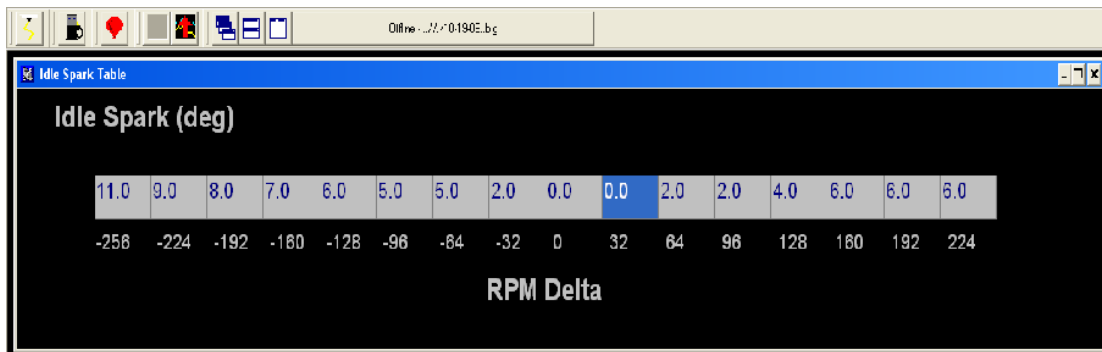 Idle Spark Table
Idle Spark (deg)
11.0 9.0 8.0 7.0 6.0 5.0 5.0 2.0 0.0 0.0 2.0 2.0 4.0 6.0 6.0 6.0
-256 -224 -192 -160 -128 -96 -64 -32 0 32 64 96 128 160 192 224
RPM Delta